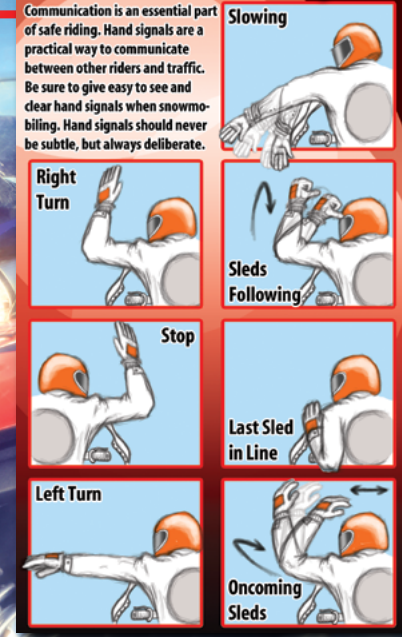 Communication is an essential part
of safe riding. Hand signals are a
practical way to communicate
between other riders and traffic.
Be sure to give easy to see and
clear hand signals when snowmo-
biling. Hand signals should never
be subtle, but always deliberate.
Slowing
Right
Turn
Sleds
Following
Stop
Last Sled
in Line
Left Turn
Oncoming
Sleds